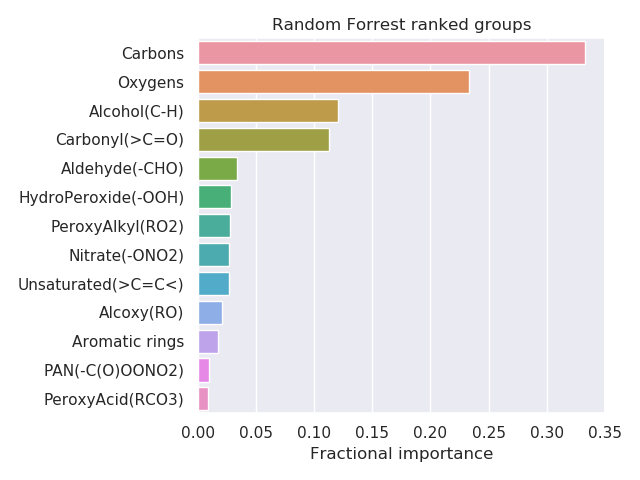 Random Forrest ranked groups
Carbons
Oxygens
Alcohol(C-H)
Carbonyl(>C=O)
Aldehyde(-CHO)
HydroPeroxide(-OOH)
PeroxyAlkyl(RO2)
Nitrate(-ONO2)
Unsaturated(>C=C<)
Alcoxy(RO)
Aromatic rings
PAN(-C(O)OONO2)
PeroxyAcid(RCO3)
0.00 0.05 0.10 0.15 0.20 0.25 0.30 0.35
Fractional importance